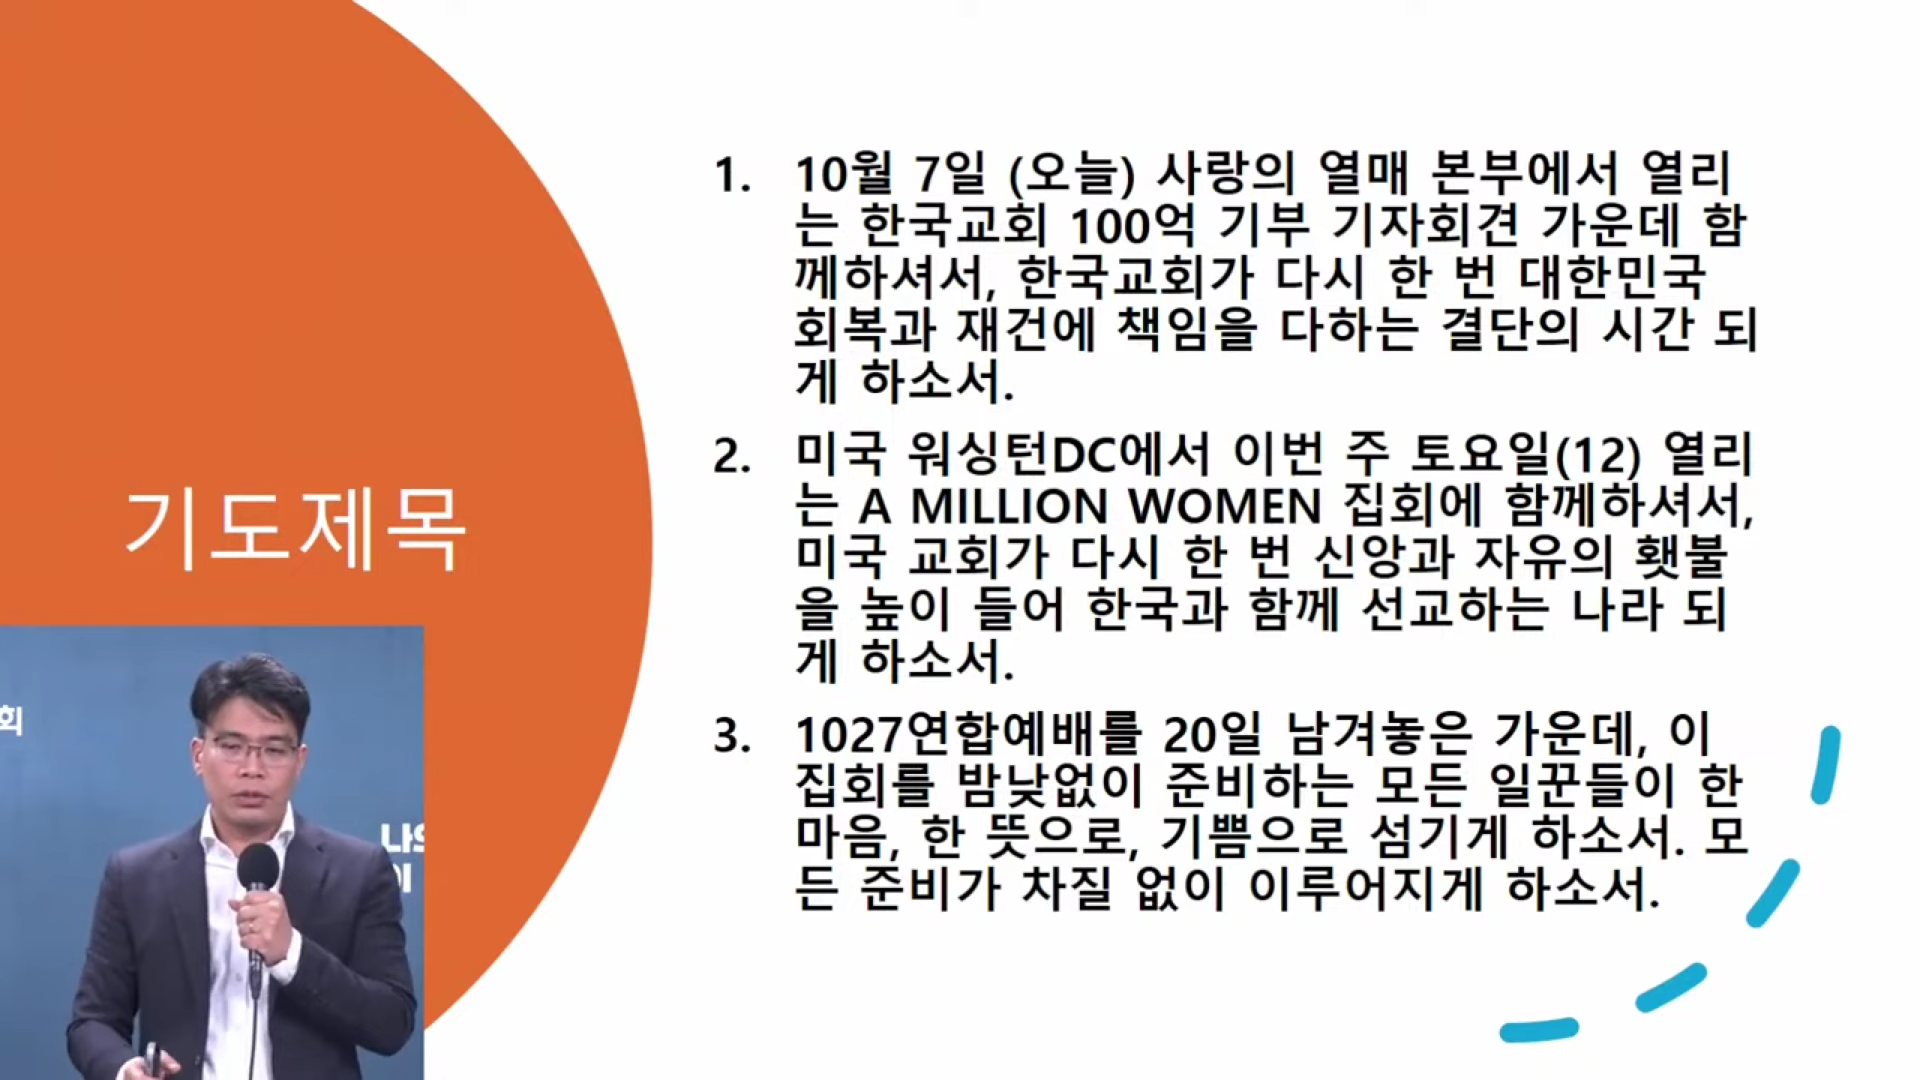 기도제목
1. 10월 7일 (오늘) 사랑의 열매 본부에서 열리
는 한국교회 100억 기부 기자회견 가운데 함
께하셔서, 한국교회가 다시 한 번 대한민국
회복과 재건에 책임을 다하는 결단의 시간 되
게 하소서.
2. 미국 워싱턴DC에서 이번 주 토요일(12) 열리
는 A MILLION WOMEN 집회에 함께하셔서,
미국 교회가 다시 한 번 신앙과 자유의 횃불
을 높이 들어 한국과 함께 선교하는 나라 되
게 하소서.
3. 1027연합예배를 20일 남겨놓은 가운데, 이
집회를 밤낮없이 준비하는 모든 일꾼들이 한
마음, 한 뜻으로, 기쁨으로 섬기게 하소서. 모
든 준비가 차질 없이 이루어지게 하소서.
회